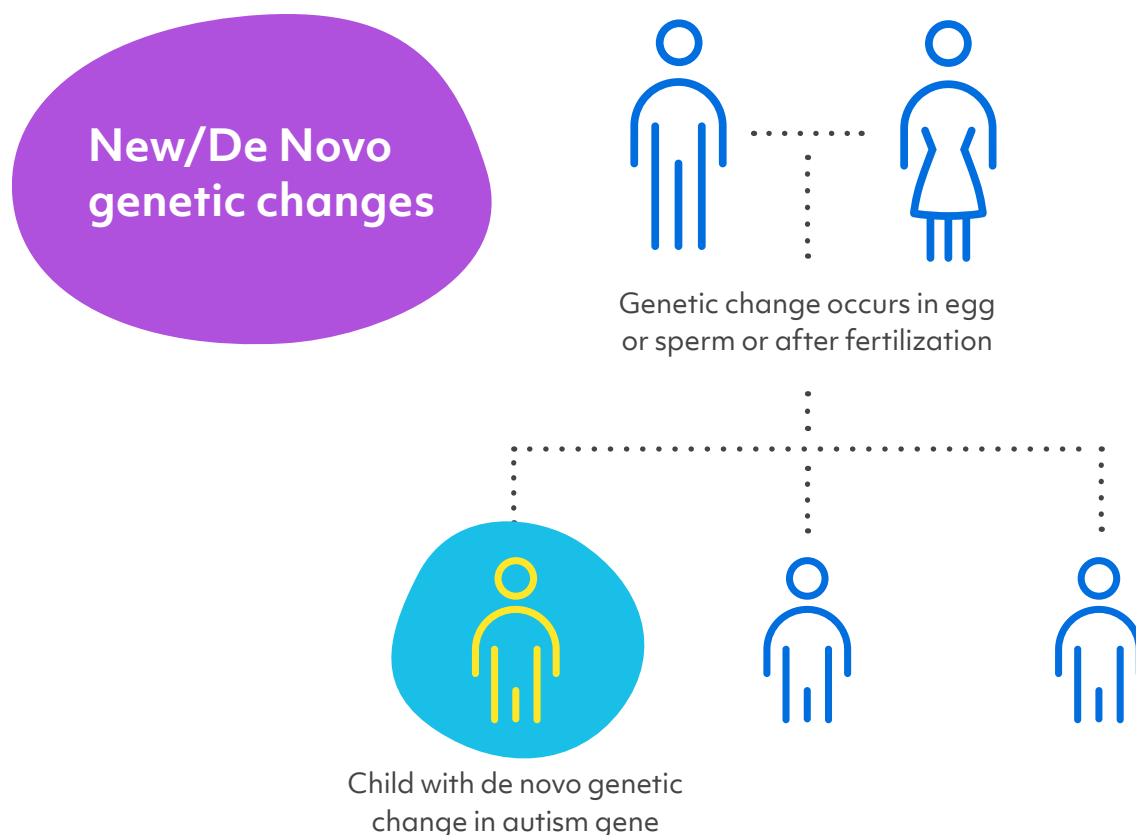 New/De Novo
genetic changes
Genetic change occurs in egg
or sperm or after fertilization
Child with de novo genetic
change in autism gene